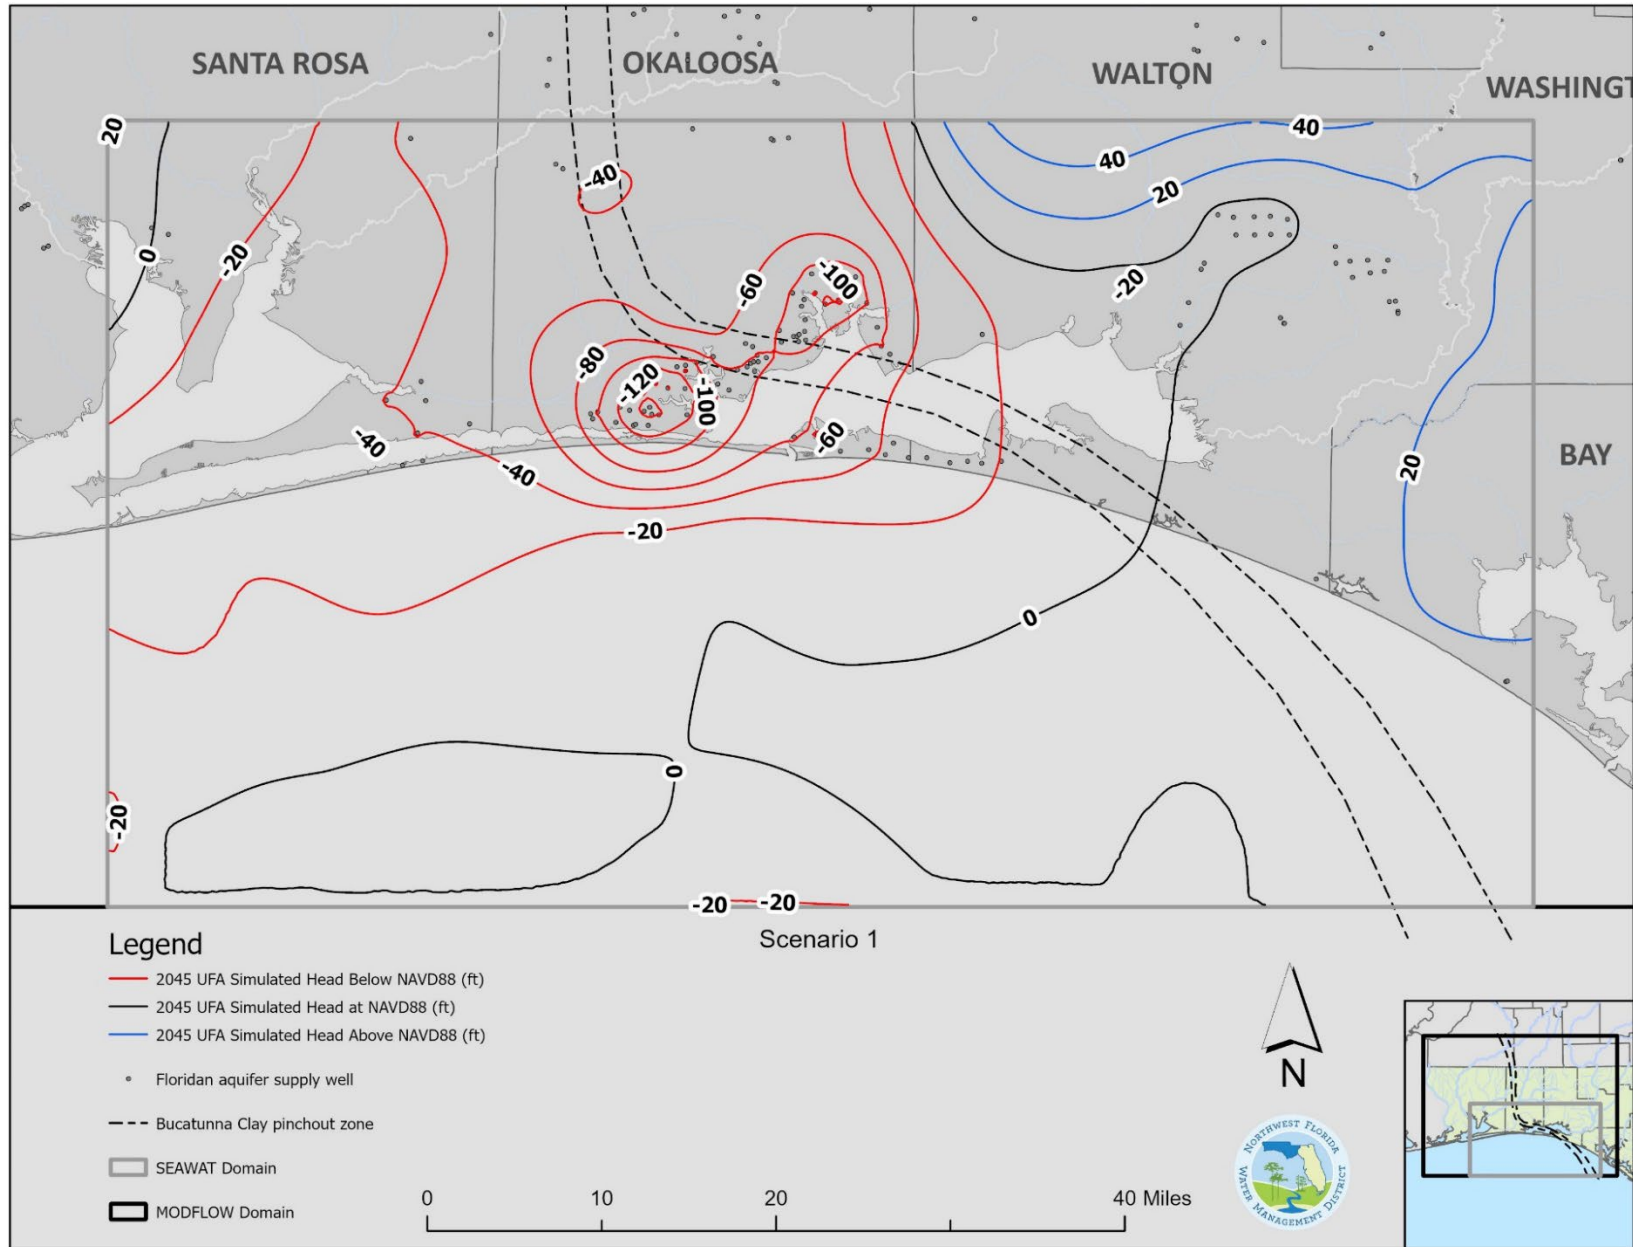 SANTA ROSA
OKALOOSA
WALTON
WASHINGT
20
40
40
-40
20
0
-20
-60
-100
-20
-80
-120
-100
-40
-60
-40
20
BAY
-20
0
0
-20
-20
-20
Scenario 1
Legend
2045 UFA Simulated Head Below NAVD88 (ft)
2045 UFA Simulated Head at NAVD88 (ft)
2045 UFA Simulated Head Above NAVD88 (ft)
Floridan aquifer supply well
Bucatunna Clay pinchout zone
SEAWAT Domain
MODFLOW Domain
0 10 20 40 Miles
N
NORTHWEST FLORIDA
WATER MANAGEMENT DISTRICT